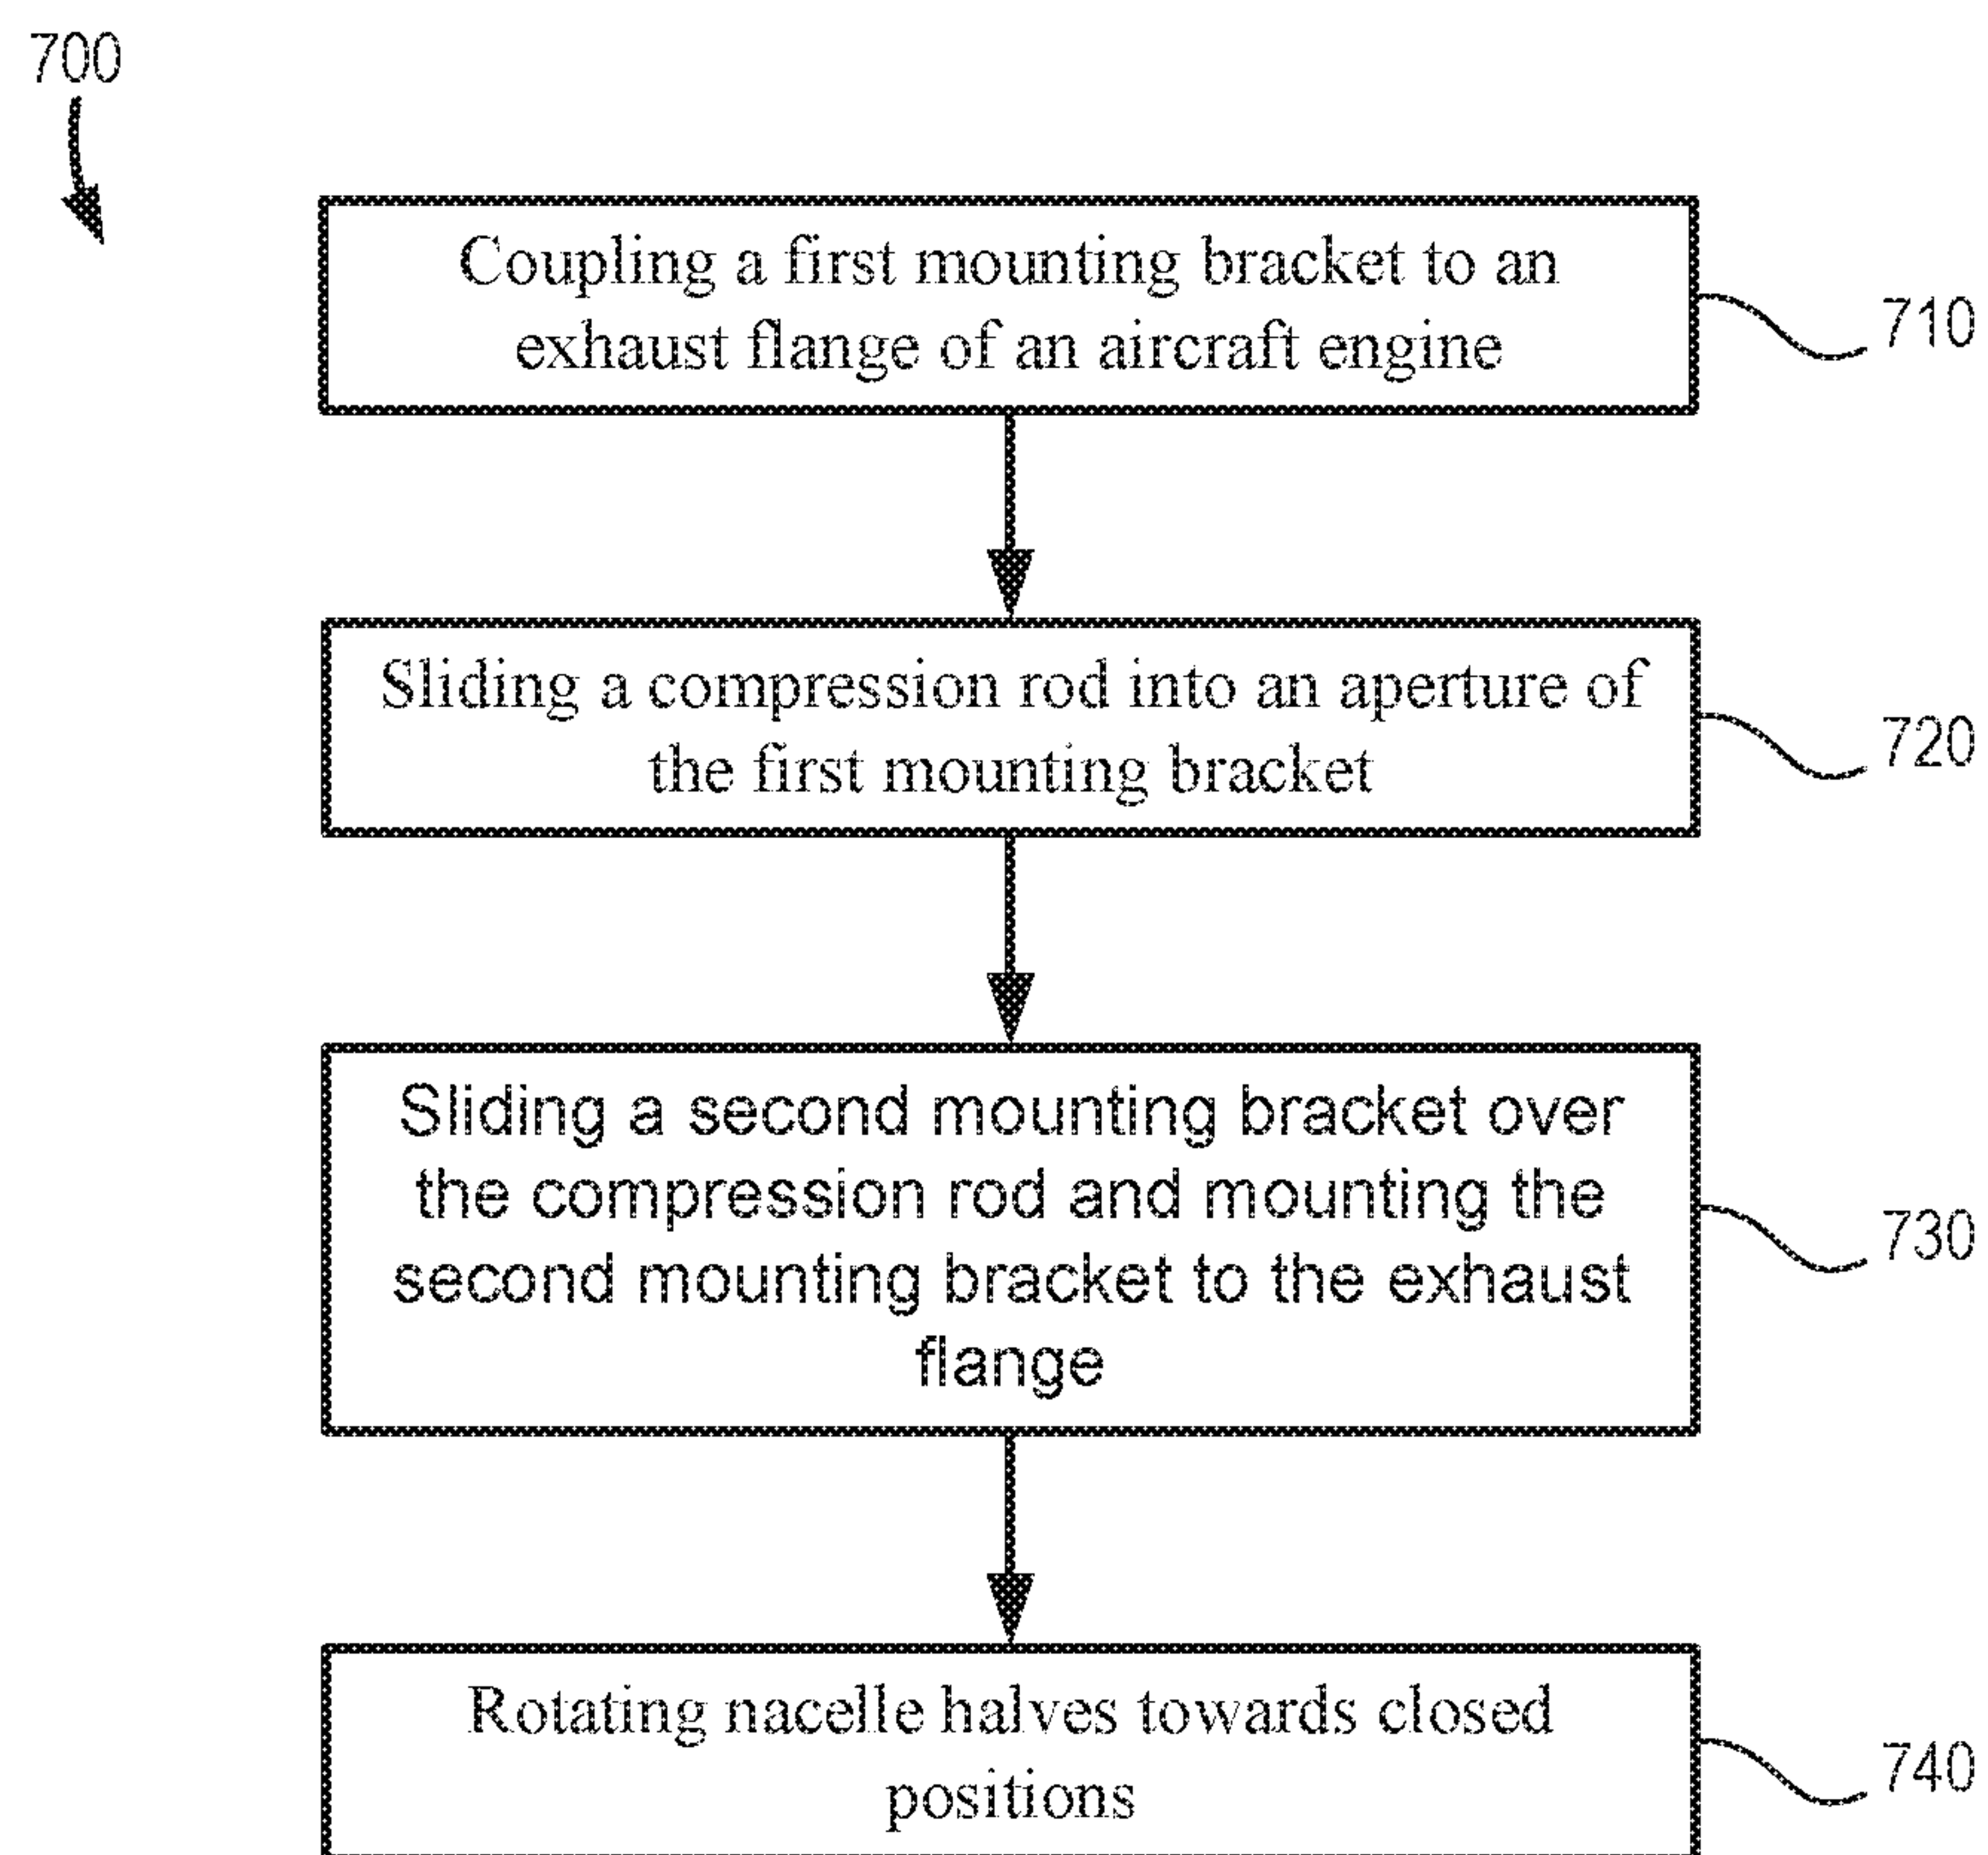 700
Coupling a first mounting bracket to an
exhaust flange of an aircraft engine
710
Sliding a compression rod into an aperture of
the first mounting bracket
720
Sliding a second mounting bracket over
the compression rod and mounting the
second mounting bracket to the exhaust
flange
730
Rotating nacelle halves towards closed
positions
740